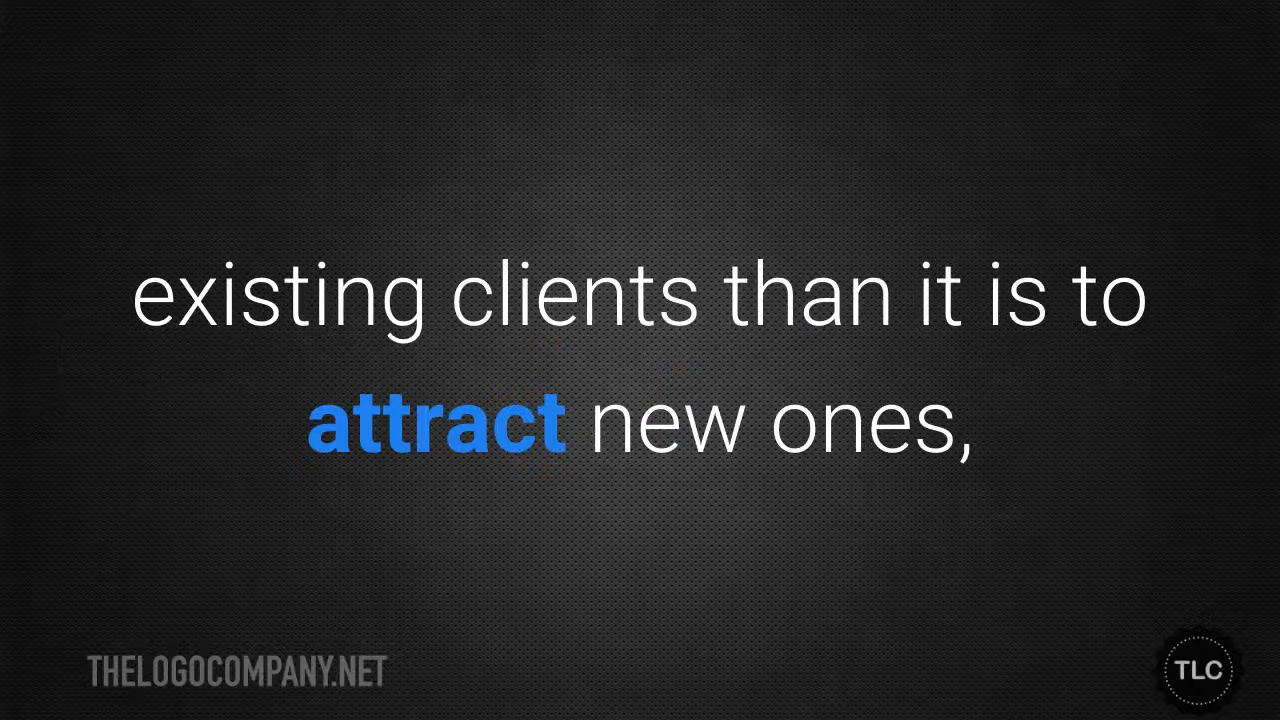 existing clients than it is to
attract new ones,
THELOGOCOMPANY.NET
TLC